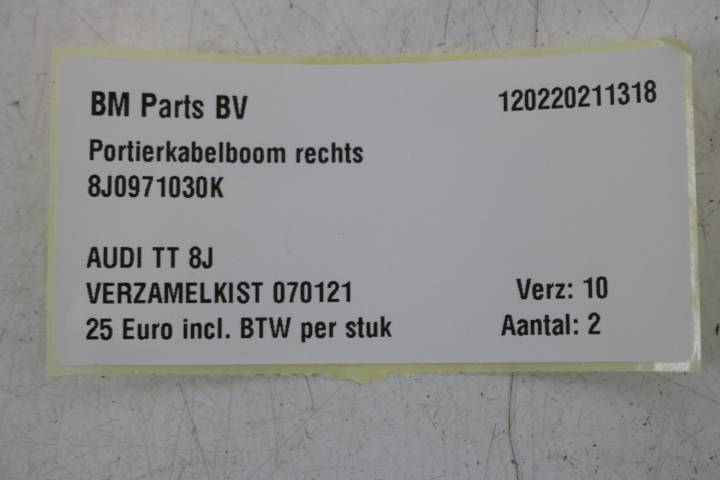 BM Parts BV 120220211318
Portierkabelboom rechts
8J0971030K
AUDI TT 8J
VERZAMELKIST 070121 Verz: 10
25 Euro incl. BTW per stuk Aantal: 2